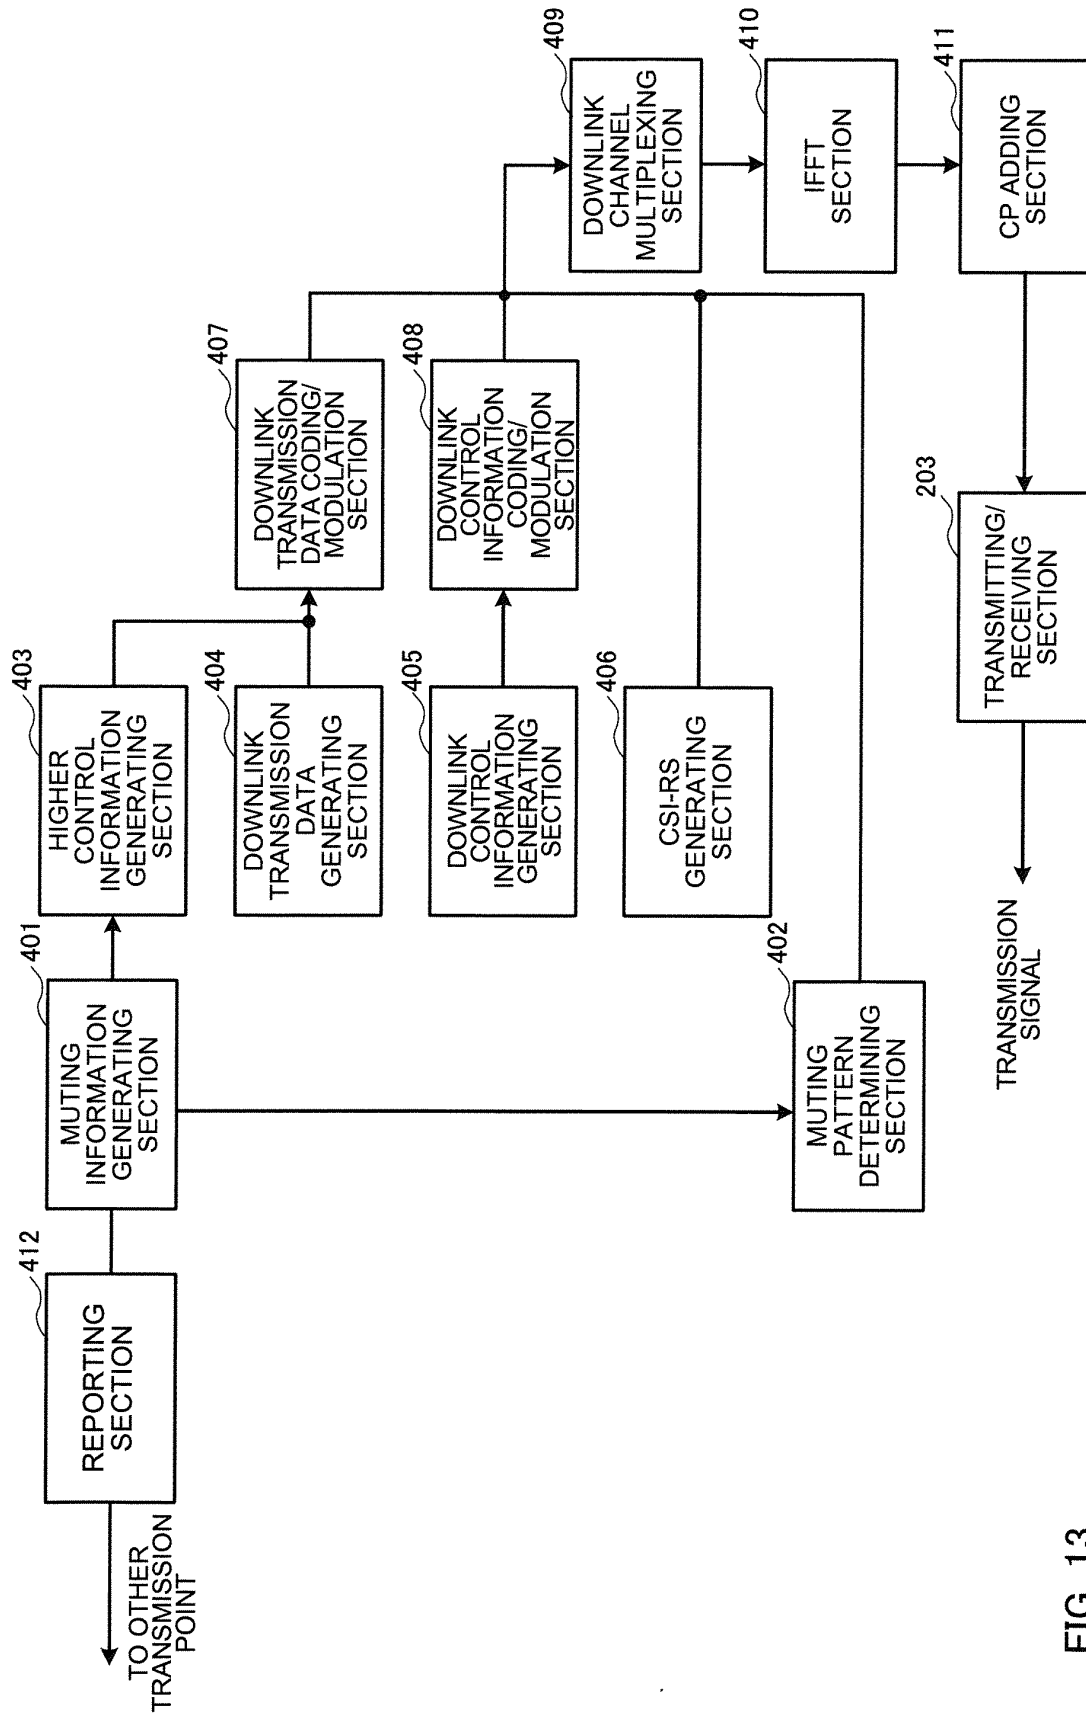 TO OTHER
TRANSMISSION
POINT
412
REPORTING
SECTION
401
MUTING
INFORMATION
GENERATING
SECTION
403
HIGHER
CONTROL
INFORMATION
GENERATING
SECTION
404
DOWNLINK
TRANSMISSION
DATA
GENERATING
SECTION
407
DOWNLINK
TRANSMISSION
DATA CODING/
MODULATION
SECTION
405
DOWNLINK
CONTROL
INFORMATION
GENERATING
SECTION
408
DOWNLINK
CONTROL
INFORMATION
CODING/
MODULATION
SECTION
406
CSI-RS
GENERATING
SECTION
402
MUTING
PATTERN
DETERMINING
SECTION
409
DOWNLINK
CHANNEL
MULTIPLEXING
SECTION
410
IFFT
SECTION
411
CP ADDING
SECTION
203
TRANSMITTING/
RECEIVING
SECTION
TRANSMISSION
SIGNAL
FIG. 13